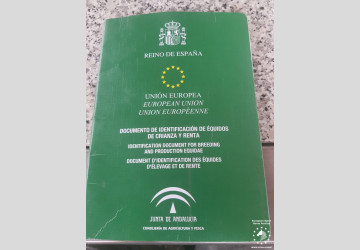 REINO DE ESPAÑA
UNIÓN EUROPEA
EUROPEAN UNION
UNION EUROPÉENNE
DOCUMENTO DE IDENTIFICACIÓN DE ÉQUIDOS
DE CRIANZA Y RENTA
IDENTIFICATION DOCUMENT FOR BREEDING
AND PRODUCTION EQUIDAE
DOCUMENT D'IDENTIFICATION DES ÉQUIDES
D'ÉLEVAGE ET DE RENTE
JUNTA DE ANDALUCIA
CONSEJERÍA DE AGRICULTURA Y PESCA